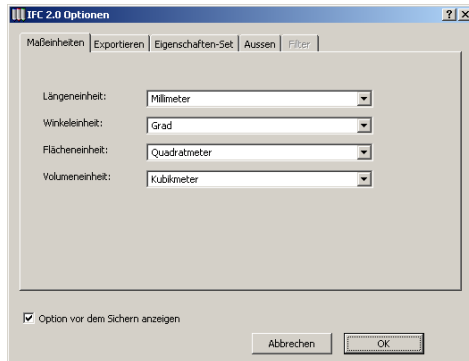 IFC 2.0 Optionen
Maßeinheiten Exportieren Eigenschaften-Set Aussen Filter
Längeneinheit: Millimeter
Winkeleinheit: Grad
Flächeneinheit: Quadratmeter
Volumeneinheit: Kubikmeter
Option vor dem Sichern anzeigen
Abbrechen OK